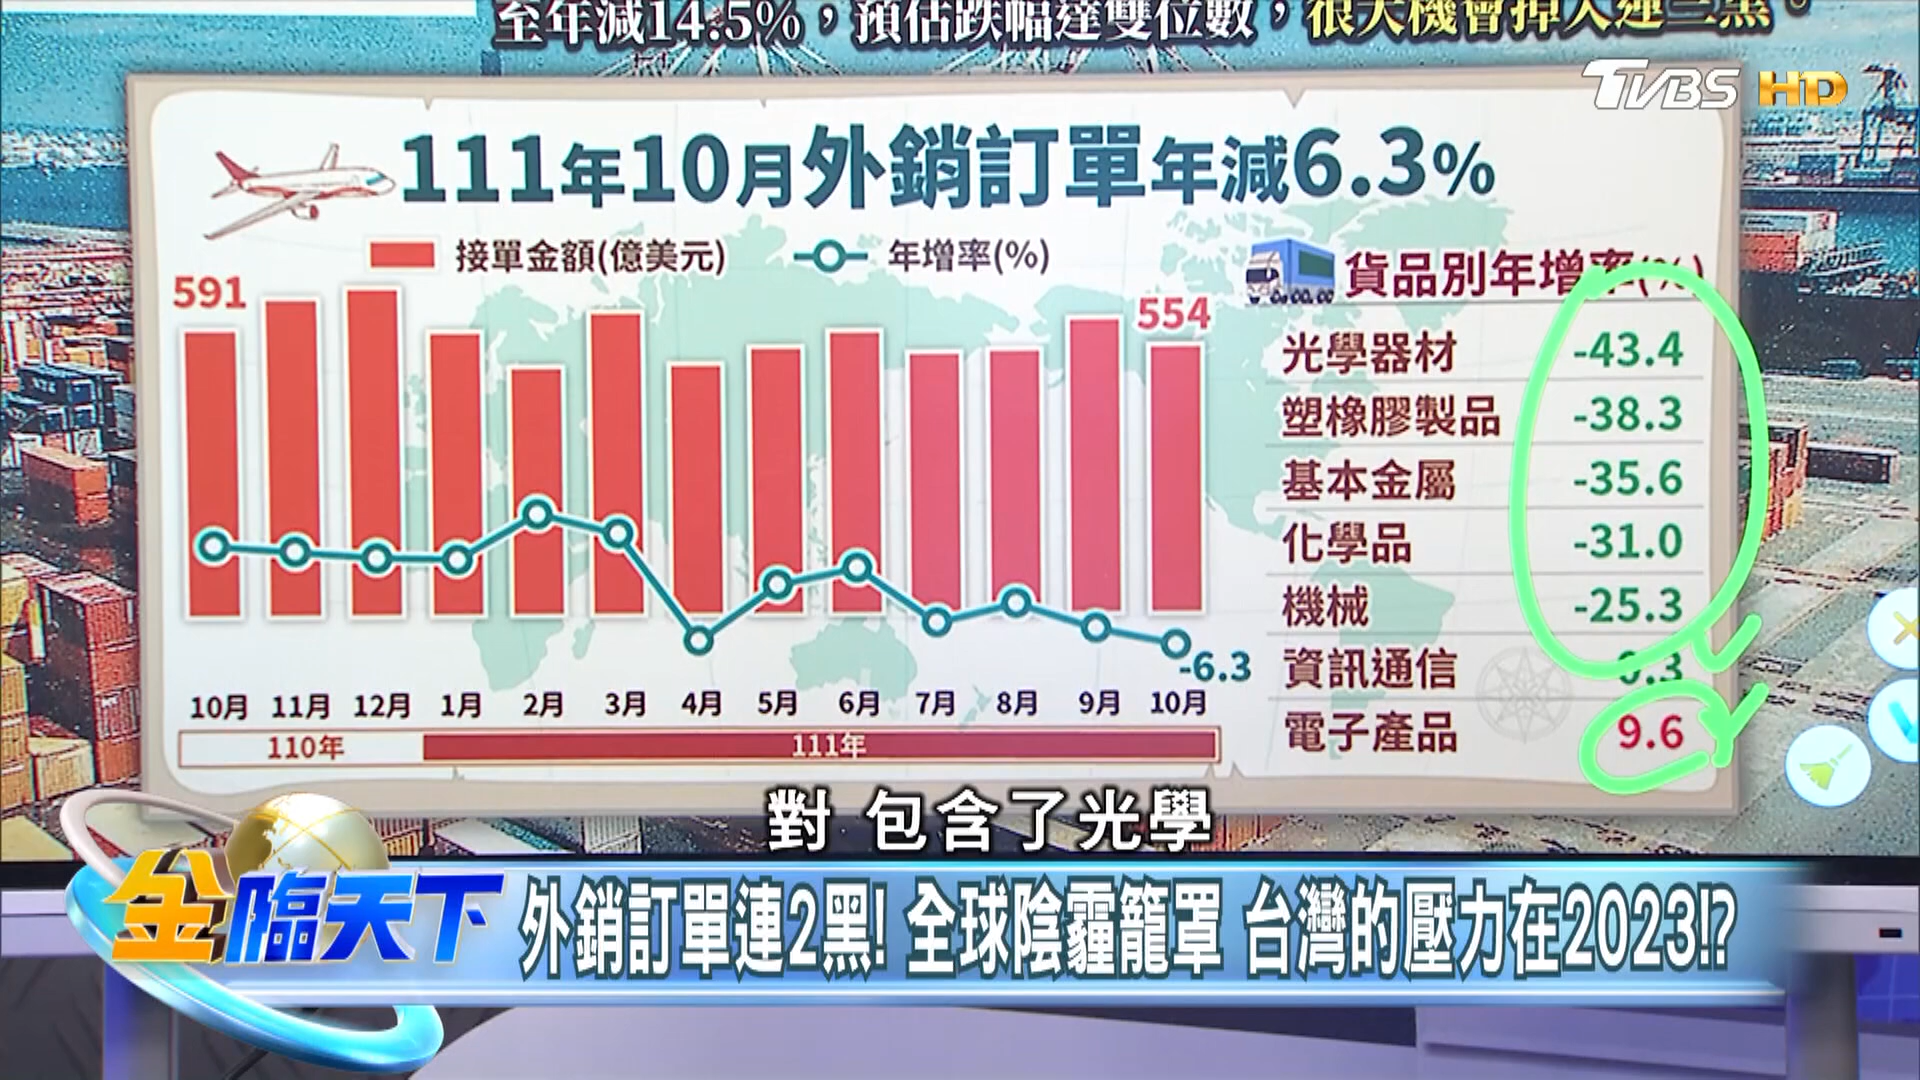 至年減14.5%，預估跌幅達雙位數，很大機會掉入連三黑。
TVBS HD
111年10月外銷訂單年減6.3%
接單金額(億美元)
年增率(%)
591
554
-6.3
10月 11月 12月 1月 2月 3月 4月 5月 6月 7月 8月 9月 10月
110年 111年
貨品別年增率(%)
光學器材 -43.4
塑橡膠製品 -38.3
基本金屬 -35.6
化學品 -31.0
機械 -25.3
資訊通信 0.3
電子產品 9.6
對 包含了光學
金臨天下
外銷訂單連2黑! 全球陰霾籠罩 台灣的壓力在2023!?